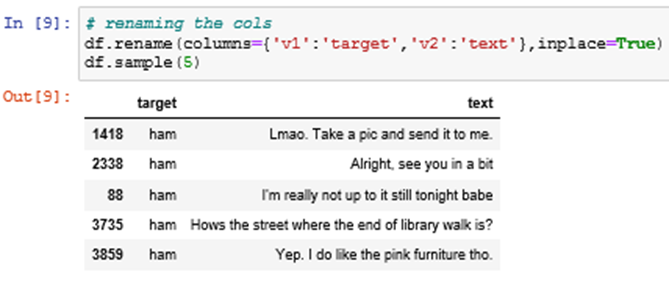 In [9]: # renaming the cols
df.rename(columns={'v1':'target','v2':'text'},inplace=True)
df.sample(5)
Out[9]:
target text
1418 ham Lmao. Take a pic and send it to me.
2338 ham Alright, see you in a bit
88 ham I'm really not up to it still tonight babe
3735 ham Hows the street where the end of library walk is?
3859 ham Yep. I do like the pink furniture tho.